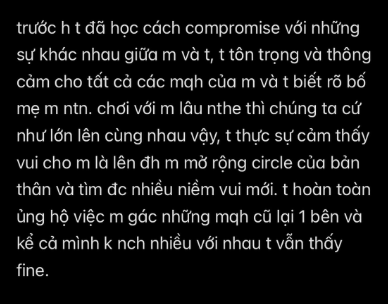 trước h t đã học cách compromise với những
sự khác nhau giữa m và t, t tôn trọng và thông
cảm cho tất cả các mqh của m và t biết rõ bố
mẹ m ntn. chơi với m lâu nthe thì chúng ta cứ
như lớn lên cùng nhau vậy, t thực sự cảm thấy
vui cho m là lên đh m mở rộng circle của bản
thân và tìm đc nhiều niềm vui mới. t hoàn toàn
ủng hộ việc m gác những mqh cũ lại 1 bên và
kể cả mình k nch nhiều với nhau t vẫn thấy
fine.